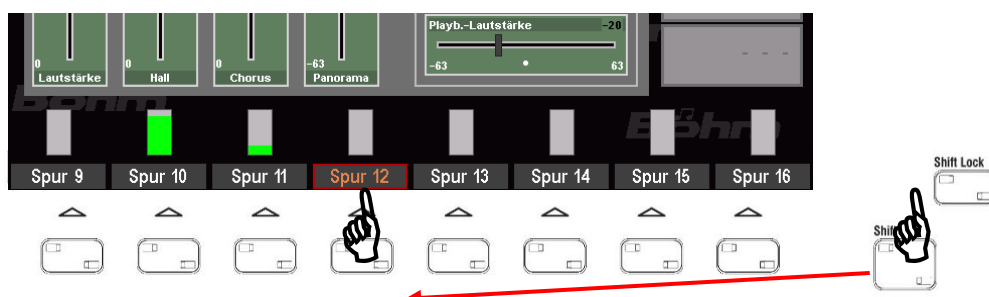 Playb.-Lautstärke -20
0 0 0 -63 -63 63
Lautstärke Hall Chorus Panorama
- - -
Böhm Böhm
Spur 9 Spur 10 Spur 11 Spur 12 Spur 13 Spur 14 Spur 15 Spur 16
Shift Lock